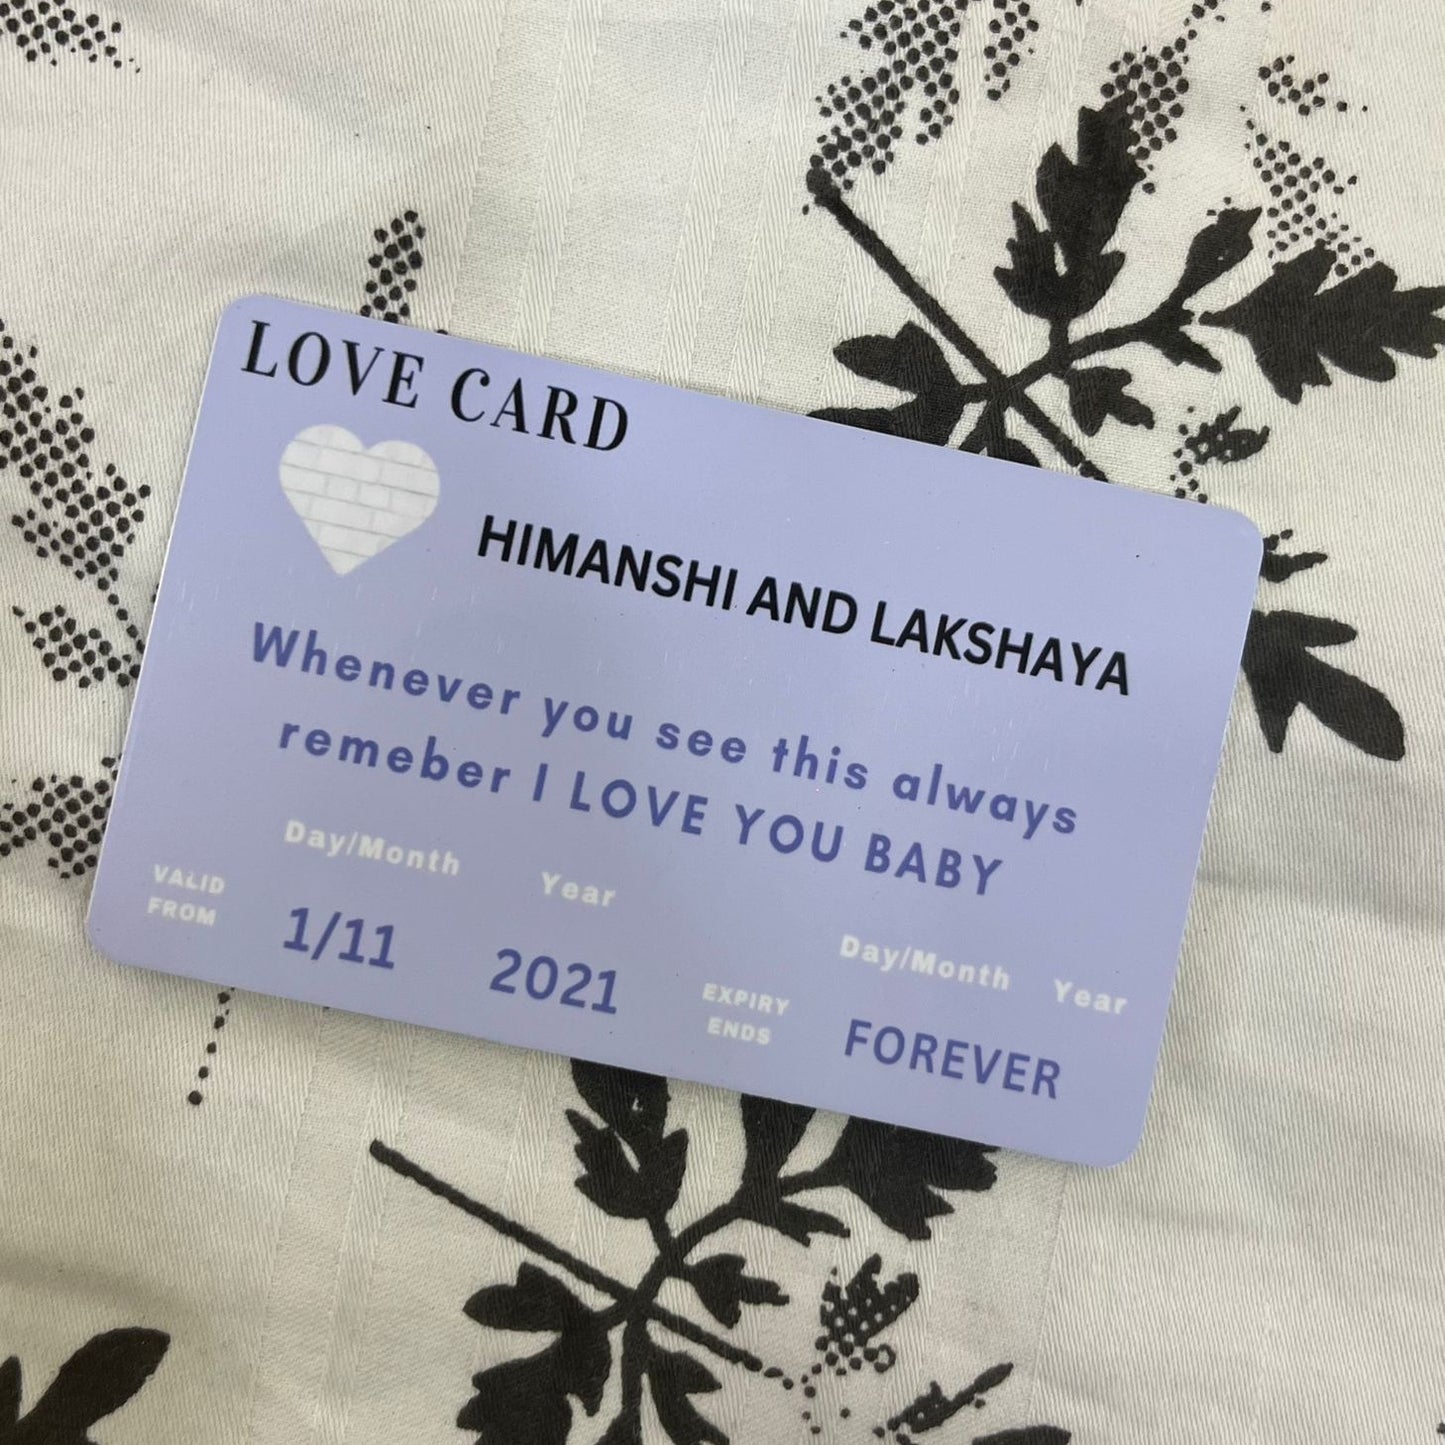 LOVE CARD
HIMANSHI AND LAKSHAYA
Whenever you see this always
remeber I LOVE YOU BABY
Day/Month Year
VALID
FROM
1/11 2021
Day/Month Year
EXPIRY
ENDS
FOREVER